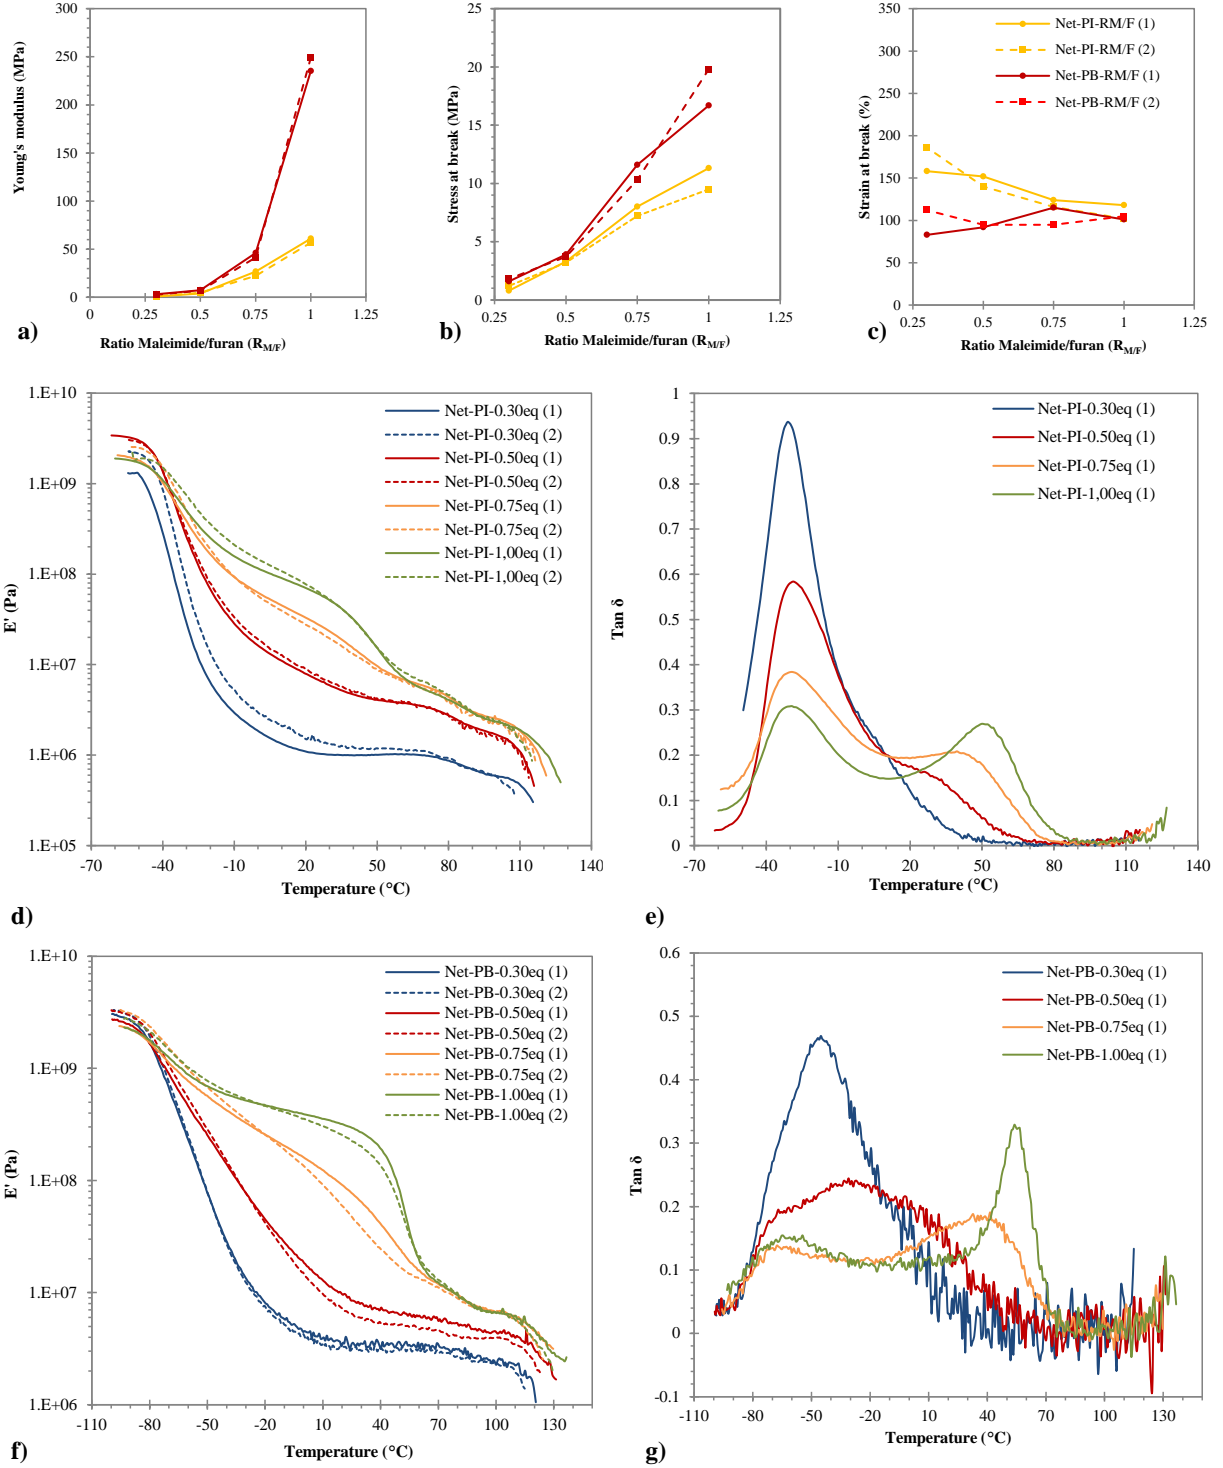 300
250
200
150
100
50
0
Young's modulus (MPa)
0
0.25
0.5
0.75
1
1.25
Ratio Maleimide/furan (RM/F)
a)
25
20
15
10
5
0
Stress at break (MPa)
0.25
0.5
0.75
1
1.25
Ratio Maleimide/furan (RM/F)
b)
350
300
250
200
150
100
50
0
Strain at break (%)
Net-PI-RM/F (1)
Net-PI-RM/F (2)
Net-PB-RM/F (1)
Net-PB-RM/F (2)
0.25
0.5
0.75
1
1.25
Ratio Maleimide/furan (RM/F)
c)
1.E+10
1.E+09
1.E+08
1.E+07
1.E+06
1.E+05
E' (Pa)
Net-PI-0.30eq (1)
Net-PI-0.30eq (2)
Net-PI-0.50eq (1)
Net-PI-0.50eq (2)
Net-PI-0.75eq (1)
Net-PI-0.75eq (2)
Net-PI-1,00eq (1)
Net-PI-1,00eq (2)
-70
-40
-10
20
50
80
110
140
Temperature (°C)
d)
1
0.9
0.8
0.7
0.6
0.5
0.4
0.3
0.2
0.1
0
Tan δ
Net-PI-0.30eq (1)
Net-PI-0.50eq (1)
Net-PI-0.75eq (1)
Net-PI-1,00eq (1)
-70
-40
-10
20
50
80
110
140
Temperature (°C)
e)
1.E+10
1.E+09
1.E+08
1.E+07
1.E+06
E' (Pa)
Net-PB-0.30eq (1)
Net-PB-0.30eq (2)
Net-PB-0.50eq (1)
Net-PB-0.50eq (2)
Net-PB-0.75eq (1)
Net-PB-0.75eq (2)
Net-PB-1.00eq (1)
Net-PB-1.00eq (2)
-110
-80
-50
-20
10
40
70
100
130
Temperature (°C)
f)
0.6
0.5
0.4
0.3
0.2
0.1
0
-0.1
Tan δ
Net-PB-0.30eq (1)
Net-PB-0.50eq (1)
Net-PB-0.75eq (1)
Net-PB-1.00eq (1)
-110
-80
-50
-20
10
40
70
100
130
Temperature (°C)
g)